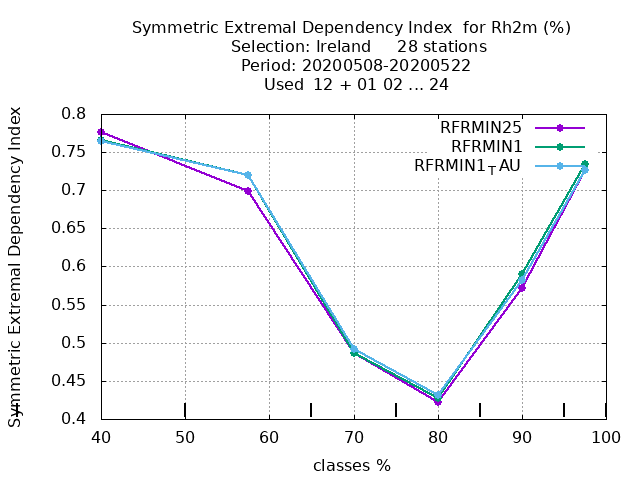 Symmetric Extremal Dependency Index for Rh2m (%)
Selection: Ireland 28 stations
Period: 20200508-20200522
Used 12 + 01 02 ... 24
Symmetric Extremal Dependency Index
0.8
0.75
0.7
0.65
0.6
0.55
0.5
0.45
0.4
RFRMIN25
RFRMIN1
RFRMIN1TAU
40 50 60 70 80 90 100
classes %